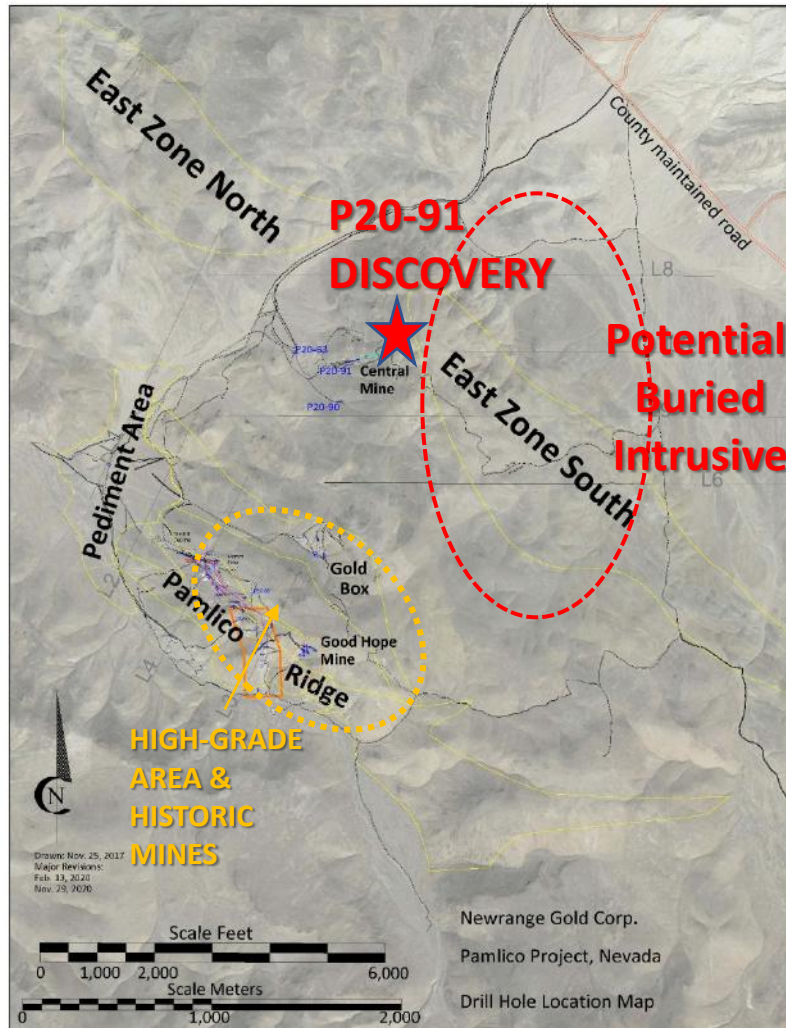 East Zone North
County maintained road
P20-91
DISCOVERY
L8
P20-63
P20-91
Central
Mine
P20-90
East Zone South
Potential
Buried
Intrusive
L6
Pediment Area
L2
L4
Gold
Box
Pamlico
Ridge
Good Hope
Mine
HIGH-GRADE
AREA &
HISTORIC
MINES
N
Drawn: Nov. 25, 2017
Major Revisions:
Feb. 13, 2020
Nov. 29, 2020
Scale Feet
0 1,000 2,000 6,000
Scale Meters
0 1,000 2,000
Newrange Gold Corp.
Pamlico Project, Nevada
Drill Hole Location Map